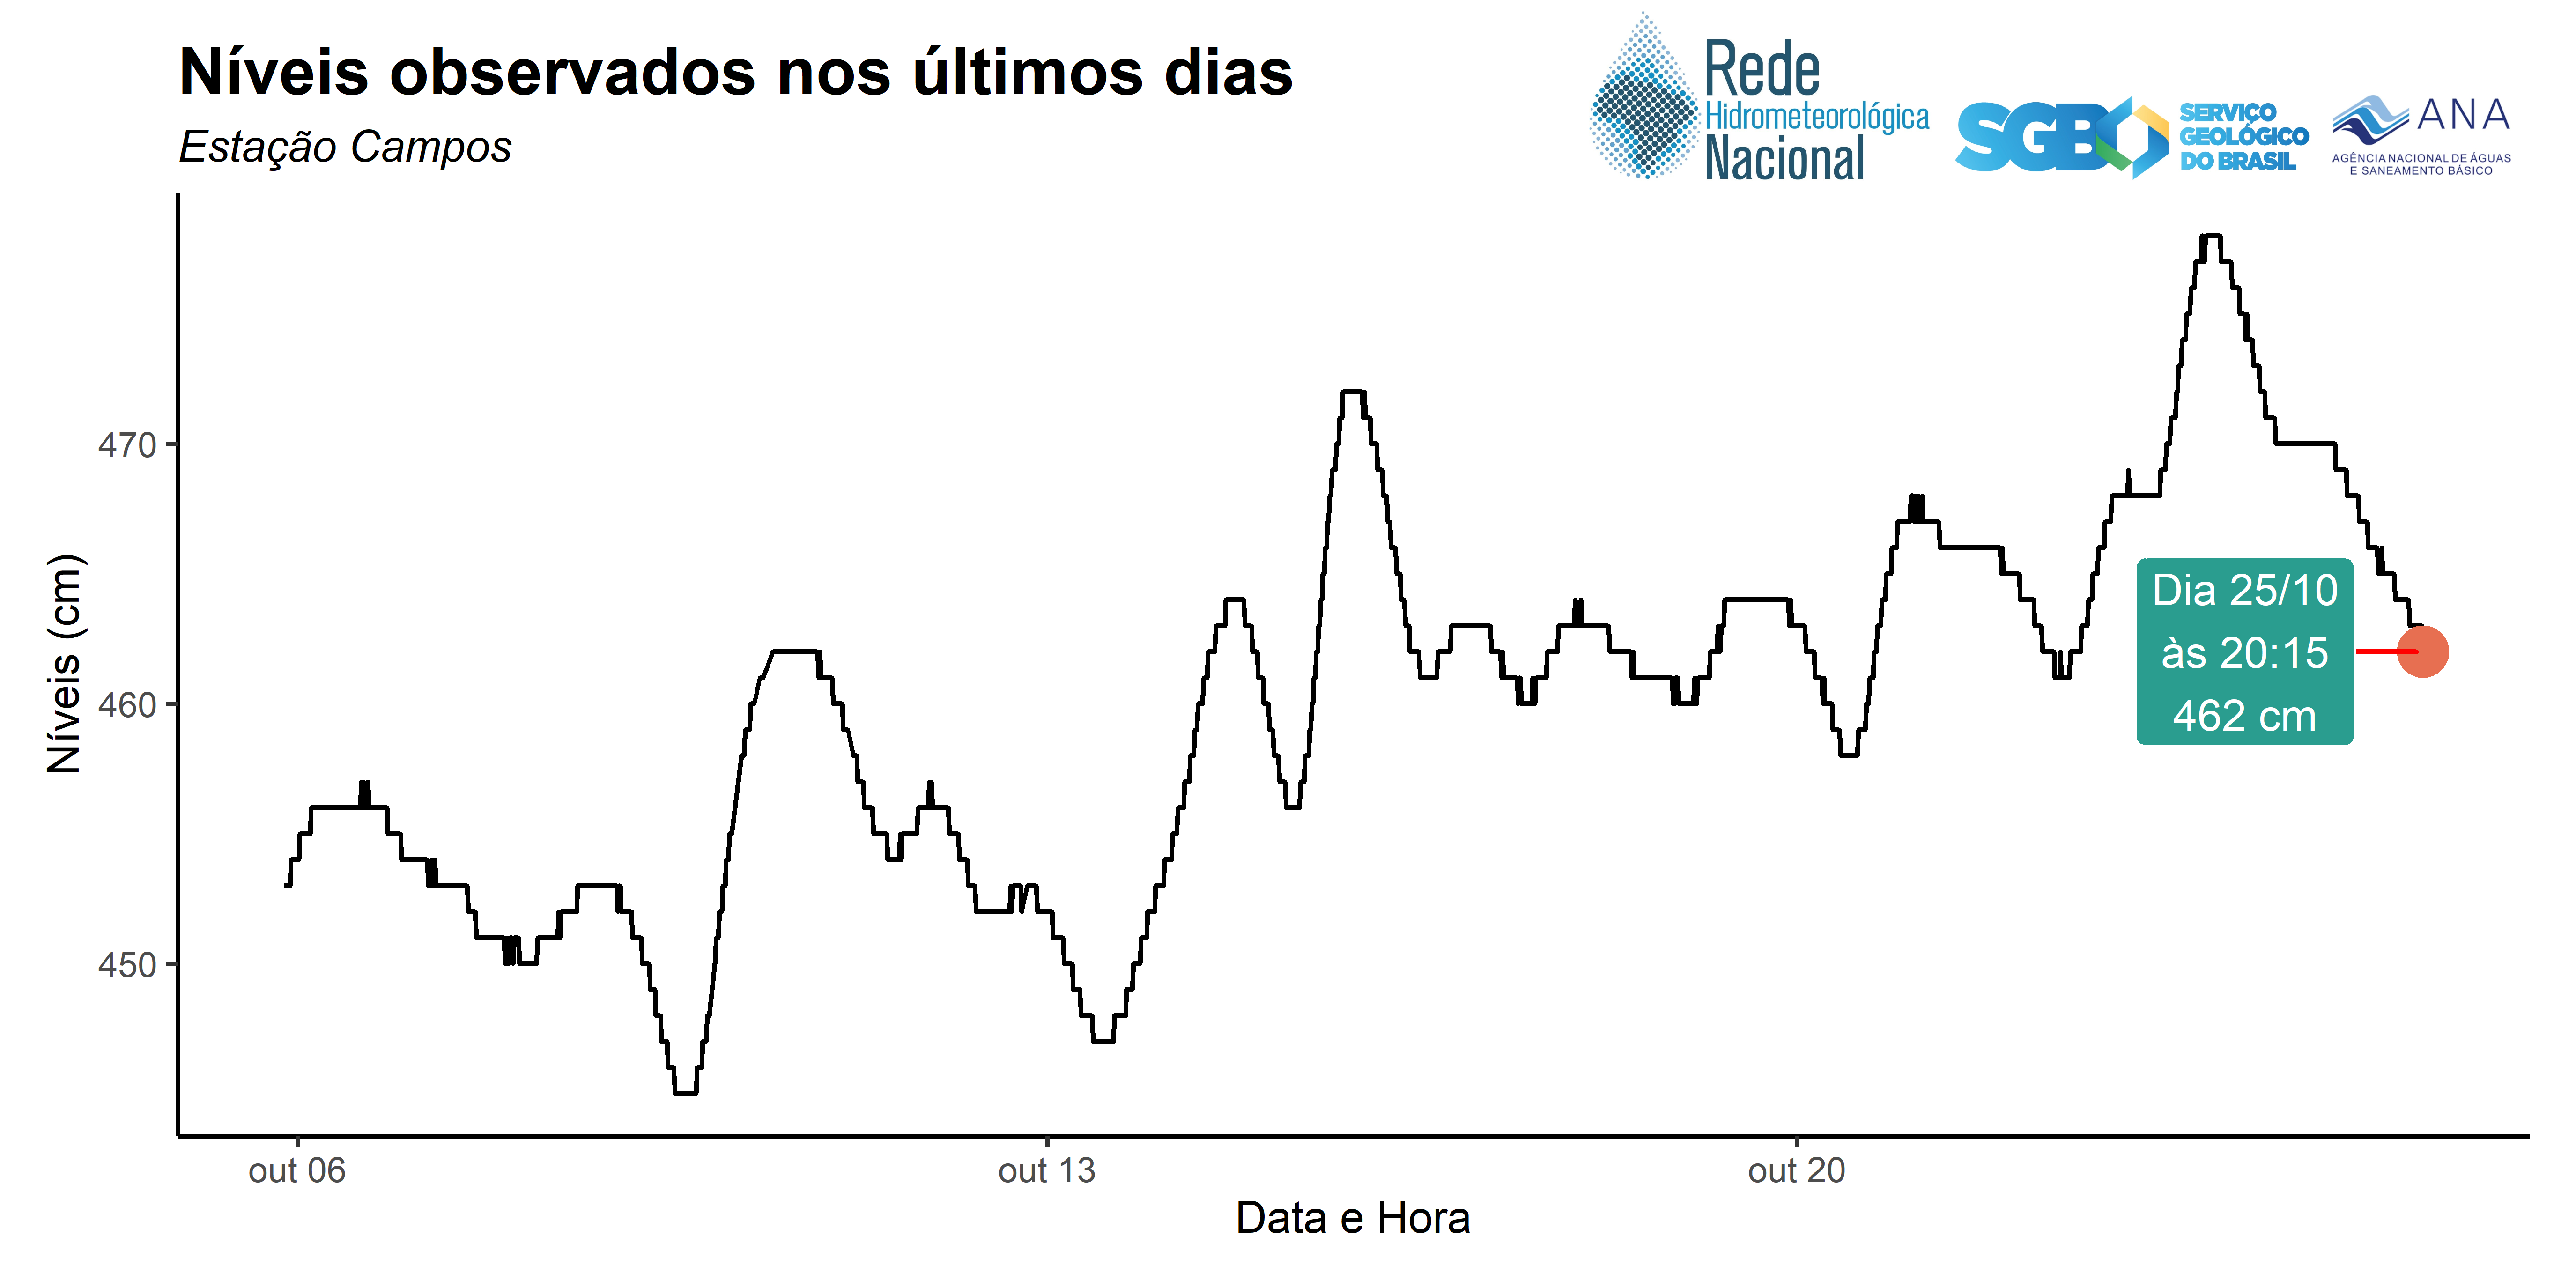 Níveis observados nos últimos dias
Estação Campos
Rede
Hidrometeorológica
Nacional
SGB
SERVIÇO
GEOLÓGICO
DO BRASIL
ANA
AGÊNCIA NACIONAL DE ÁGUAS
E SANEAMENTO BÁSICO
Níveis (cm)
470
460
450
Dia 25/10
às 20:15
462 cm
out 06
out 13
out 20
Data e Hora